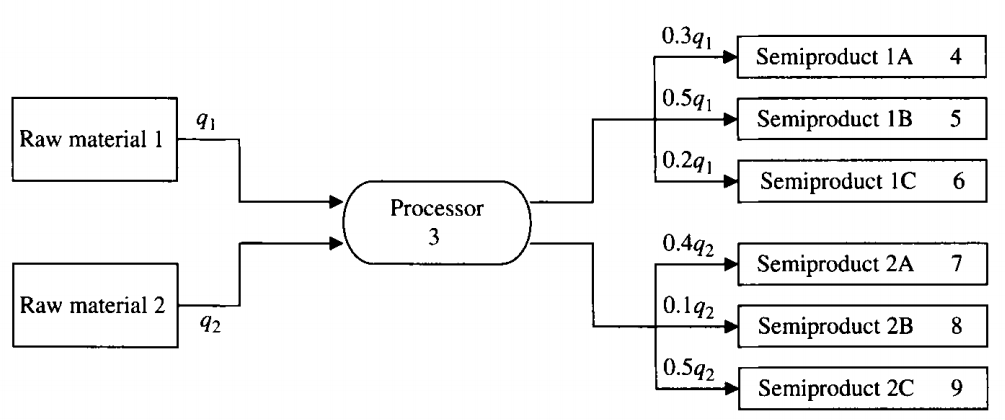 0.3q₁
Semiproduct 1A 4
0.5q₁
Semiproduct 1B 5
0.2q₁
Semiproduct 1C 6
Raw material 1
q₁
Processor
3
Raw material 2
q₂
0.4q₂
Semiproduct 2A 7
0.1q₂
Semiproduct 2B 8
0.5q₂
Semiproduct 2C 9